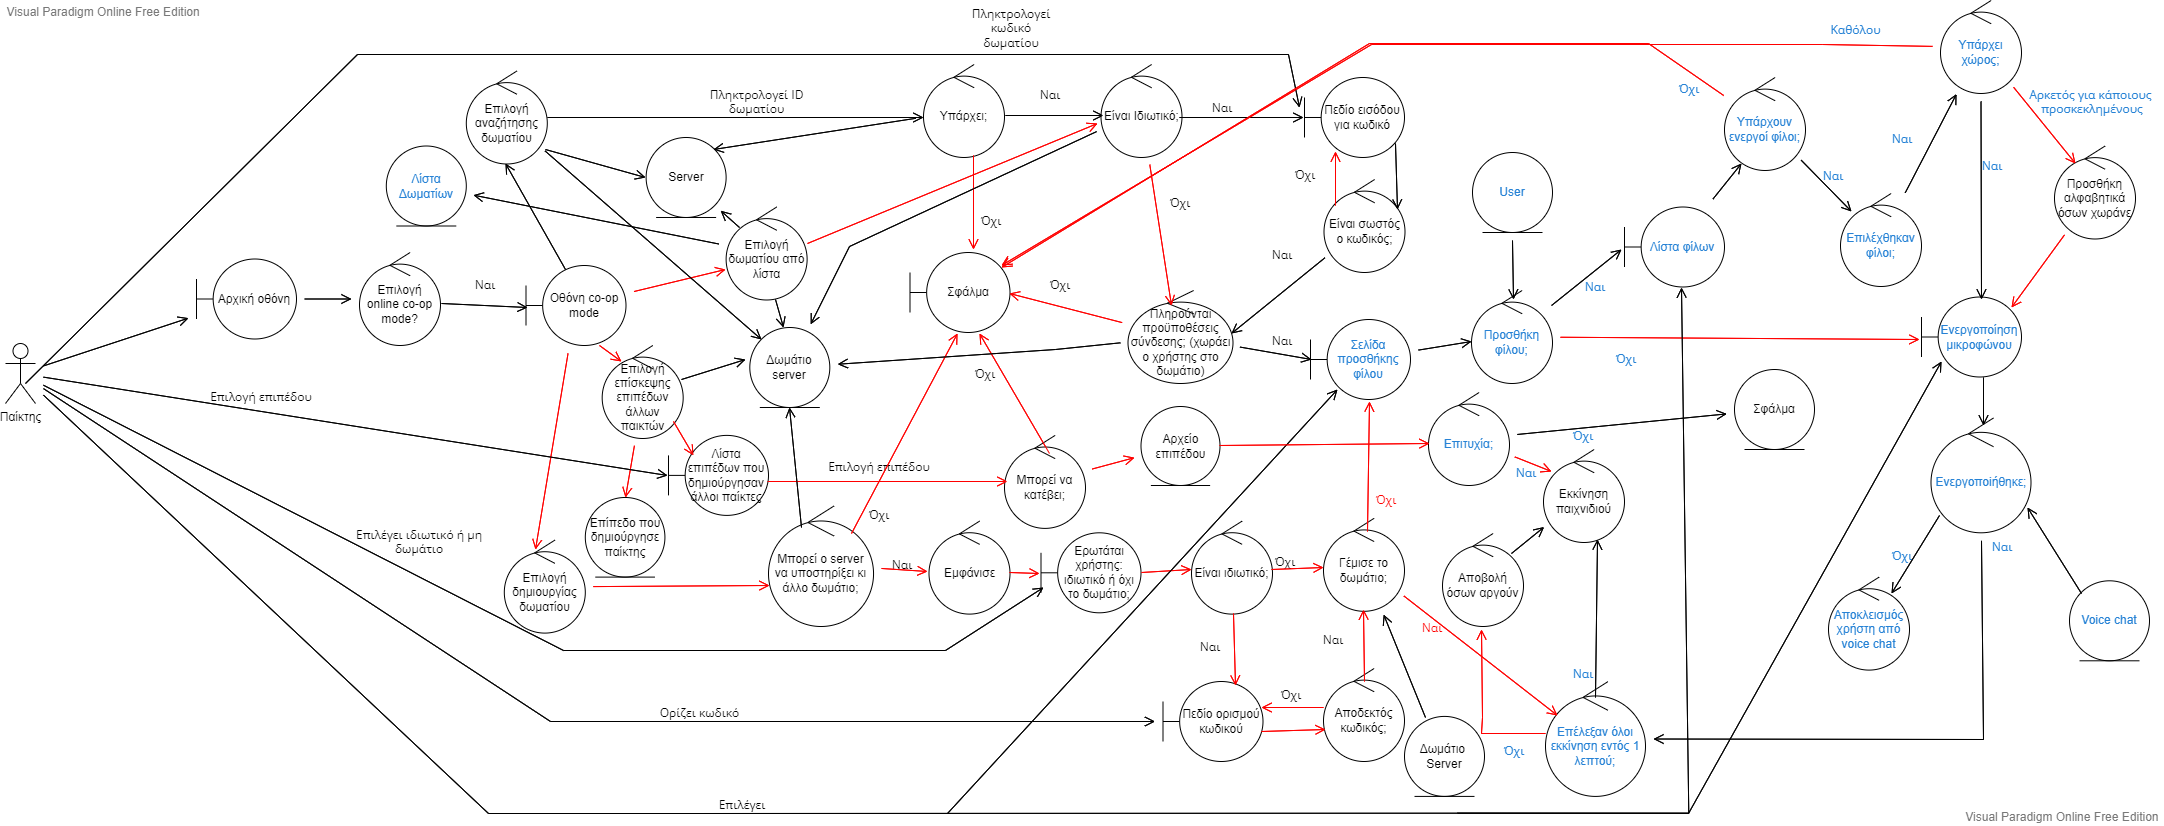 Visual Paradigm Online Free Edition
Πληκτρολογεί
κωδικό
δωματίου
Καθόλου
Υπάρχει
χώρος;
Επιλογή
αναζήτησης
δωματίου
Πληκτρολογεί ID
δωματίου
Υπάρχει;
Ναι
Είναι Ιδιωτικό;
Ναι
Πεδίο εισόδου
για κωδικό
Όχι
Υπάρχουν
ενεργοί φίλοι;
Αρκετός για κάποιους
προσκεκλημένους
Ναι
Ναι
Ναι
Λίστα
Δωματίων
Server
Όχι
Όχι
Όχι
User
Προσθήκη
αλφαβητικά
όσων χωράνε
Επιλογή
δωματίου από
λίστα
Είναι σωστός
ο κωδικός;
Ναι
Λίστα φίλων
Επιλέχθηκαν
φίλοι;
Αρχική οθόνη
Επιλογή
online co-op
mode?
Ναι
Οθόνη co-op
mode
Σφάλμα
Όχι
Ναι
Πληρούνται
προϋποθέσεις
σύνδεσης; (χωράει
ο χρήστης στο
δωμάτιο)
Ναι
Σελίδα
προσθήκης
φίλου
Προσθήκη
φίλου;
Όχι
Ενεργοποίηση
μικροφώνου
Παίκτης
Δωμάτιο
server
Επιλογή
επίσκεψης
επιπέδων
άλλων
παικτών
Όχι
Επιλογή επιπέδου
Σφάλμα
Αρχείο
επιπέδου
Επιτυχία;
Όχι
Ναι
Λίστα
επιπέδων που
δημιούργησαν
άλλοι παίκτες
Επιλογή επιπέδου
Μπορεί να
κατέβει;
Εκκίνηση
παιχνιδιού
Ενεργοποιήθηκε;
Όχι
Ναι
Επίπεδο που
δημιούργησε
παίκτης
Όχι
Επιλέγει ιδιωτικό ή μη
δωμάτιο
Επιλογή
δημιουργίας
δωματίου
Μπορεί ο server
να υποστηρίξει κι
άλλο δωμάτιο;
Ναι
Εμφάνισε
Ερωτάται
χρήστης:
ιδιωτικό ή όχι
το δωμάτιο;
Είναι ιδιωτικό;
Όχι
Γέμισε το
δωμάτιο;
Αποβολή
όσων αργούν
Όχι
Αποκλεισμός
χρήστη από
voice chat
Voice chat
Ναι
Ναι
Ναι
Ναι
Ορίζει κωδικό
Πεδίο ορισμού
κωδικού
Όχι
Αποδεκτός
κωδικός;
Δωμάτιο
Server
Όχι
Επέλεξαν όλοι
εκκίνηση εντός 1
λεπτού;
Επιλέγει
Visual Paradigm Online Free Edition